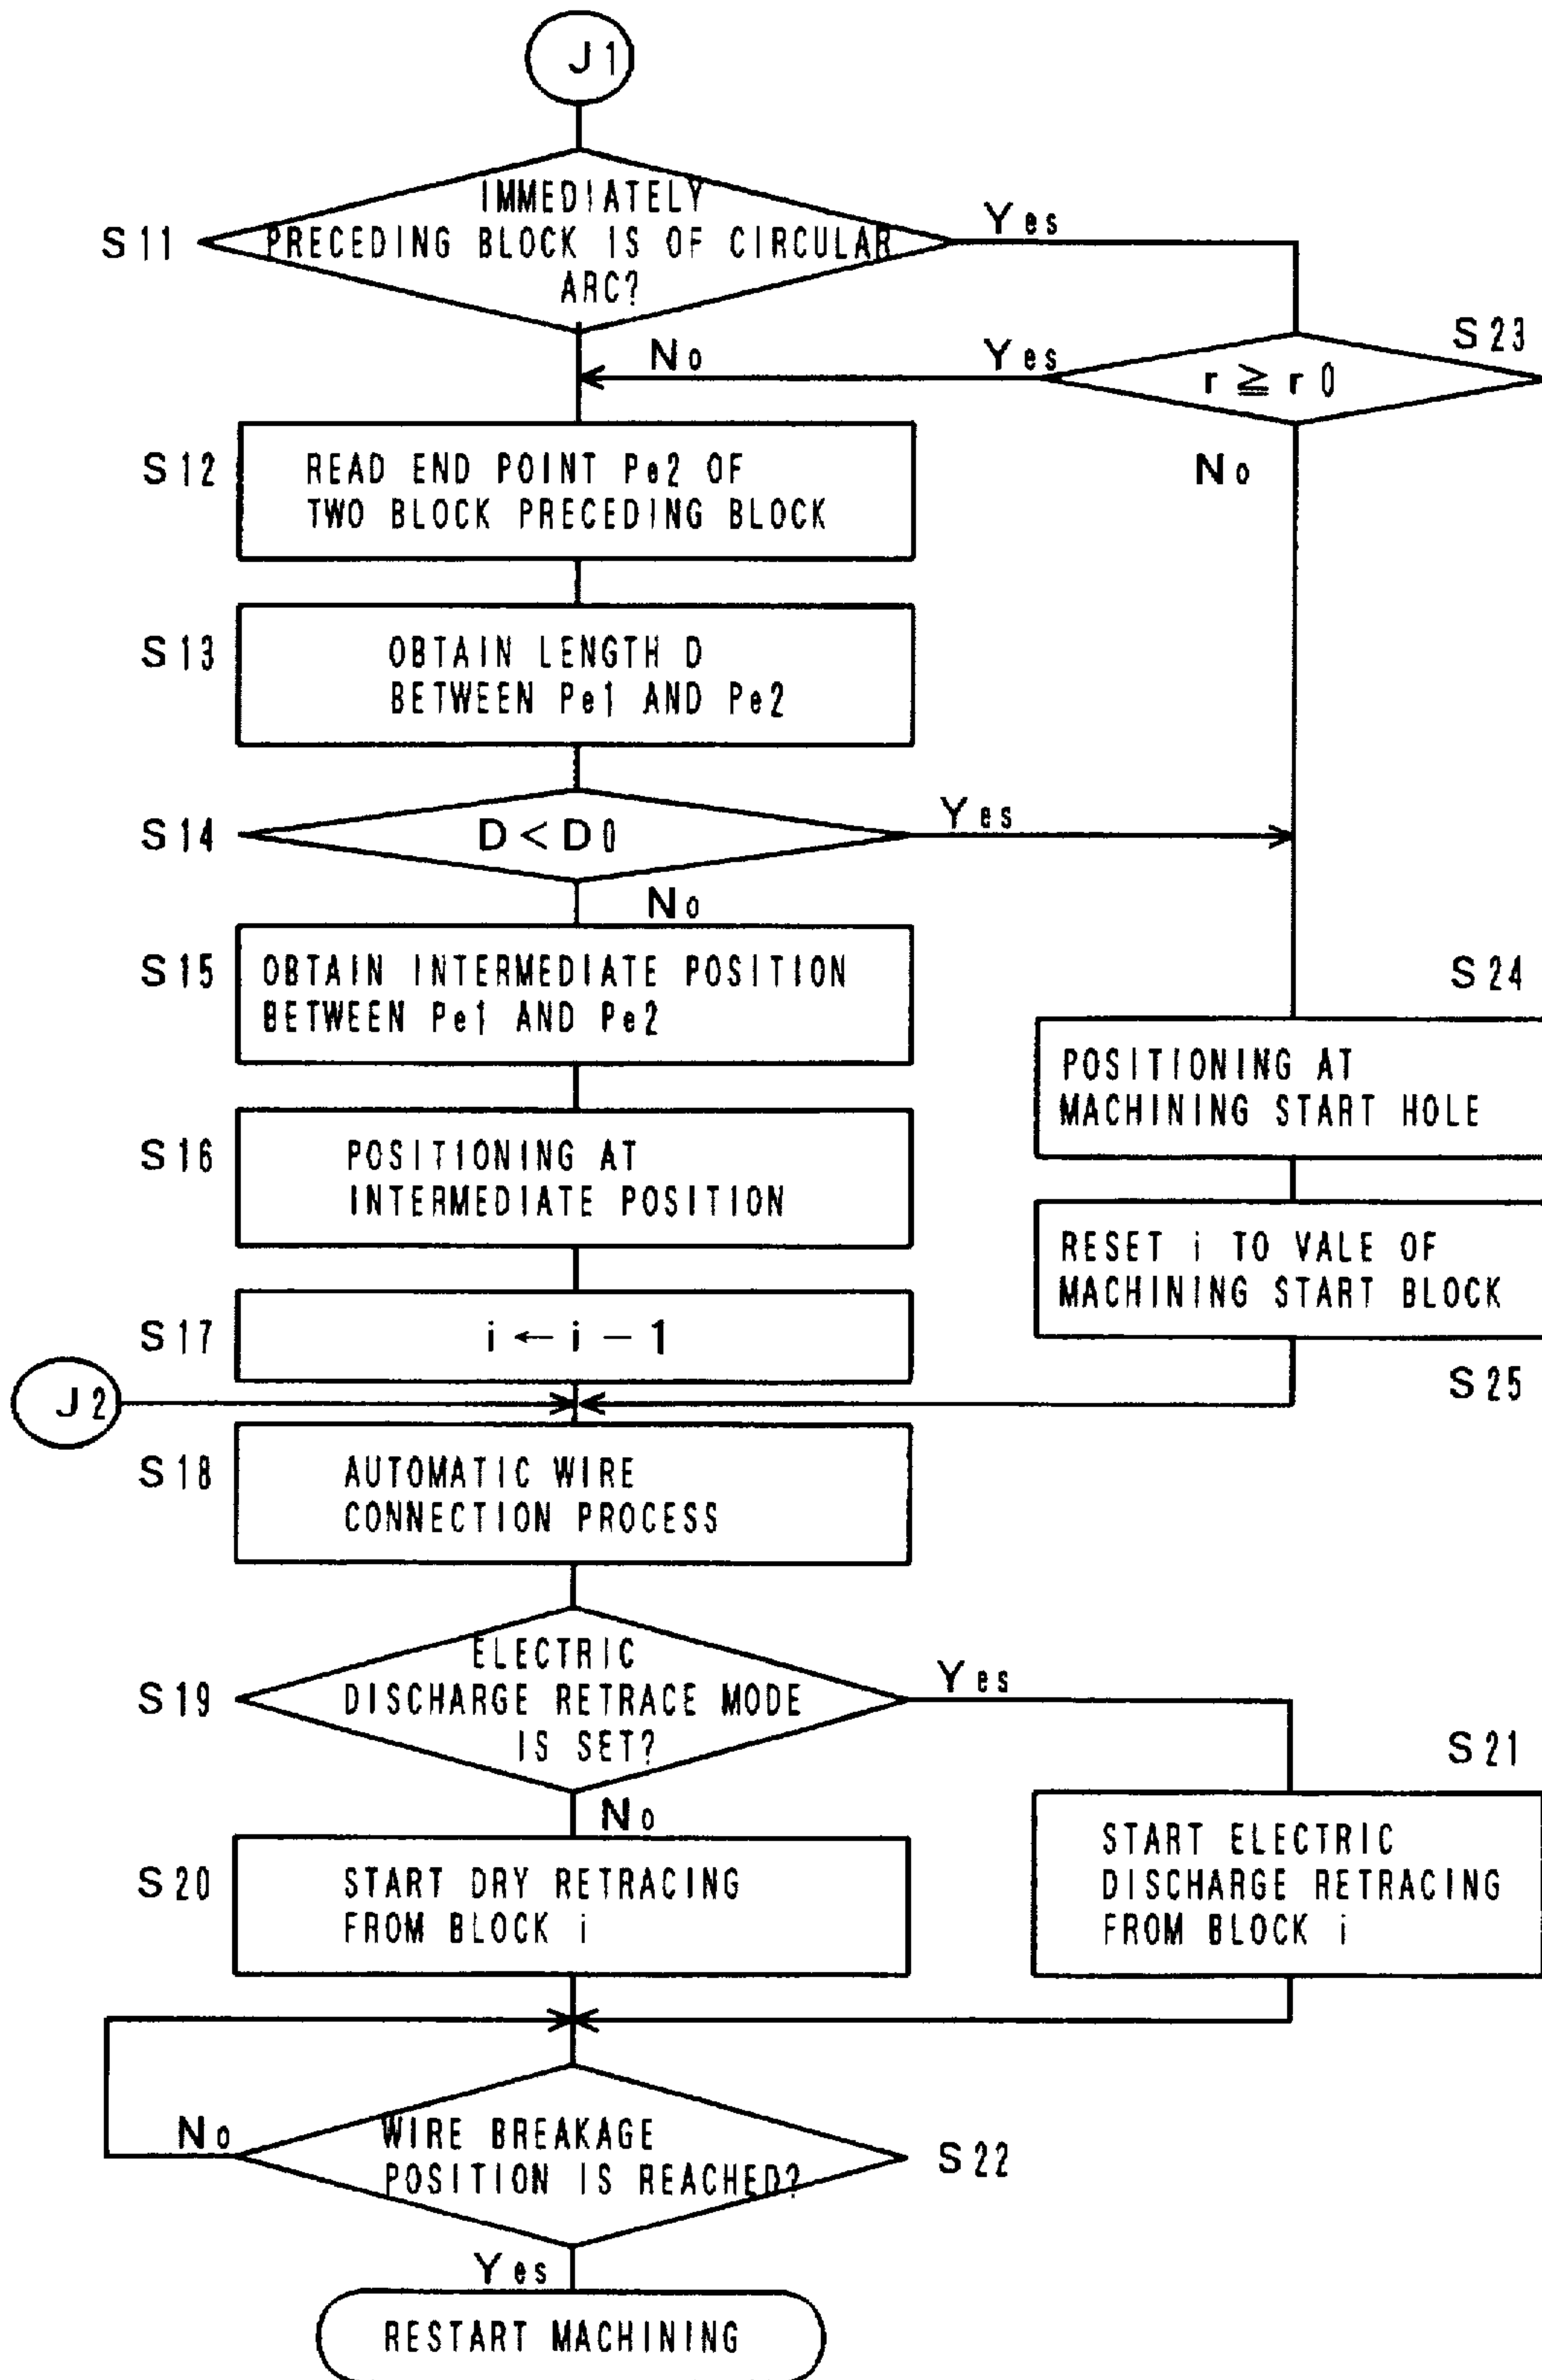 J1
S11
IMMEDIATELY
PRECEDING BLOCK IS OF CIRCULAR
ARC?
Yes
No
Yes
S23
r ≧ r0
No
S12
READ END POINT Pe2 OF
TWO BLOCK PRECEDING BLOCK
S13
OBTAIN LENGTH D
BETWEEN Pe1 AND Pe2
S14
D < D0
Yes
No
S15
OBTAIN INTERMEDIATE POSITION
BETWEEN Pe1 AND Pe2
S24
POSITIONING AT
MACHINING START HOLE
S16
POSITIONING AT
INTERMEDIATE POSITION
RESET i TO VALE OF
MACHINING START BLOCK
S17
i ← i − 1
S25
J2
S18
AUTOMATIC WIRE
CONNECTION PROCESS
S19
ELECTRIC
DISCHARGE RETRACE MODE
IS SET?
Yes
No
S21
START ELECTRIC
DISCHARGE RETRACING
FROM BLOCK i
S20
START DRY RETRACING
FROM BLOCK i
No
WIRE BREAKAGE
POSITION IS REACHED?
S22
Yes
RESTART MACHINING